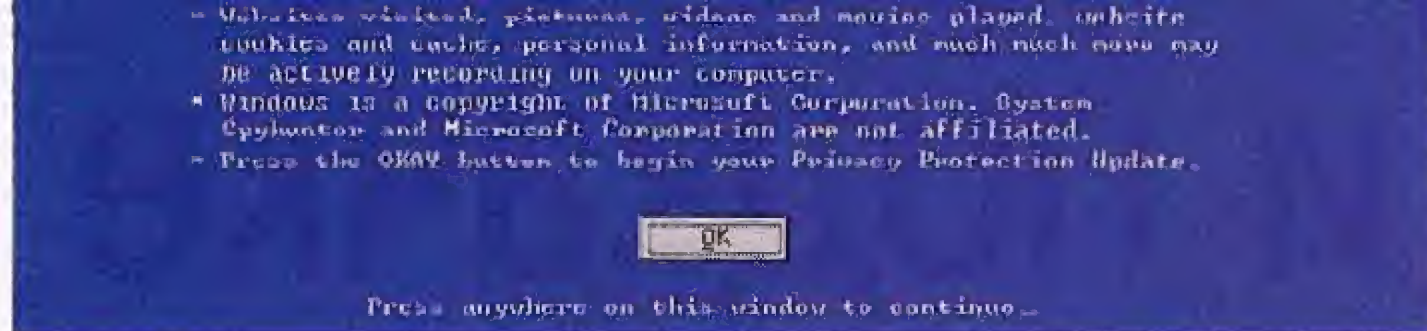 * Websites visited, pictures, videos and movies played, website
cookies and cache, personal information, and much much more may
be actively recording on your computer.
* Windows is a copyright of Microsoft Corporation. System
Spyhunter and Microsoft Corporation are not affiliated.
* Press the OKAY button to begin your Privacy Protection Update.
OK
Press anywhere on this window to continue_